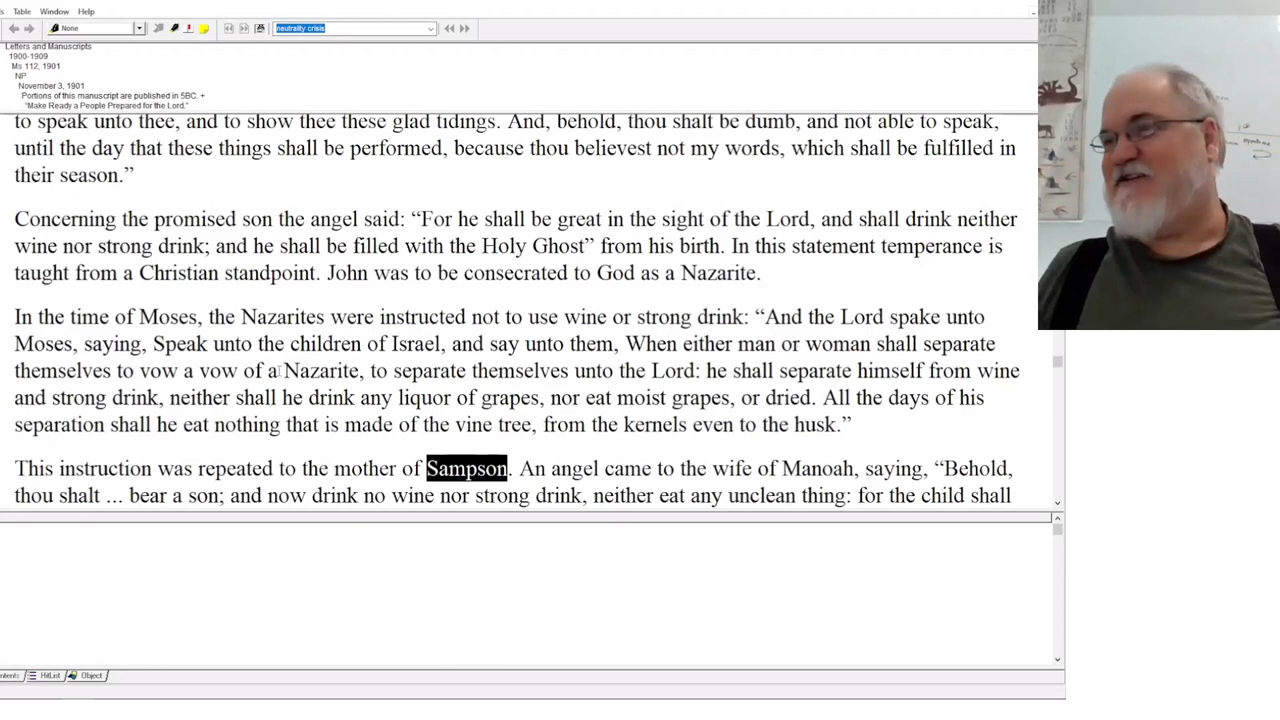 s Table Window Help
None neutrality crisis
Letters and Manuscripts
1900-1909
Ms 112, 1901
NP
November 3, 1901
Portions of this manuscript are published in 5BC. +
"Make Ready a People Prepared for the Lord."
to speak unto thee, and to show thee these glad tidings. And, behold, thou shalt be dumb, and not able to speak,
until the day that these things shall be performed, because thou believest not my words, which shall be fulfilled in
their season.”
Concerning the promised son the angel said: “For he shall be great in the sight of the Lord, and shall drink neither
wine nor strong drink; and he shall be filled with the Holy Ghost” from his birth. In this statement temperance is
taught from a Christian standpoint. John was to be consecrated to God as a Nazarite.
In the time of Moses, the Nazarites were instructed not to use wine or strong drink: “And the Lord spake unto
Moses, saying, Speak unto the children of Israel, and say unto them, When either man or woman shall separate
themselves to vow a vow of a Nazarite, to separate themselves unto the Lord: he shall separate himself from wine
and strong drink, neither shall he drink any liquor of grapes, nor eat moist grapes, or dried. All the days of his
separation shall he eat nothing that is made of the vine tree, from the kernels even to the husk.”
This instruction was repeated to the mother of Sampson. An angel came to the wife of Manoah, saying, “Behold,
thou shalt ... bear a son; and now drink no wine nor strong drink, neither eat any unclean thing: for the child shall
ntents HitList Object